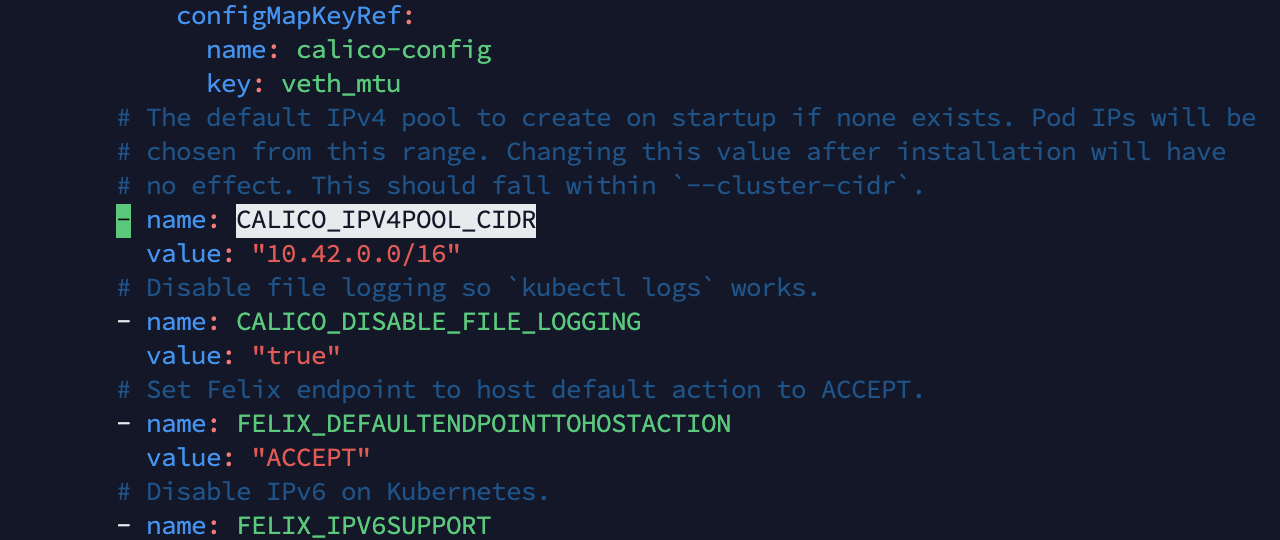 configMapKeyRef:
name: calico-config
key: veth_mtu
# The default IPv4 pool to create on startup if none exists. Pod IPs will be
# chosen from this range. Changing this value after installation will have
# no effect. This should fall within `--cluster-cidr`.
- name: CALICO_IPV4POOL_CIDR
value: "10.42.0.0/16"
# Disable file logging so `kubectl logs` works.
- name: CALICO_DISABLE_FILE_LOGGING
value: "true"
# Set Felix endpoint to host default action to ACCEPT.
- name: FELIX_DEFAULTENDPOINTTOHOSTACTION
value: "ACCEPT"
# Disable IPv6 on Kubernetes.
- name: FELIX_IPV6SUPPORT